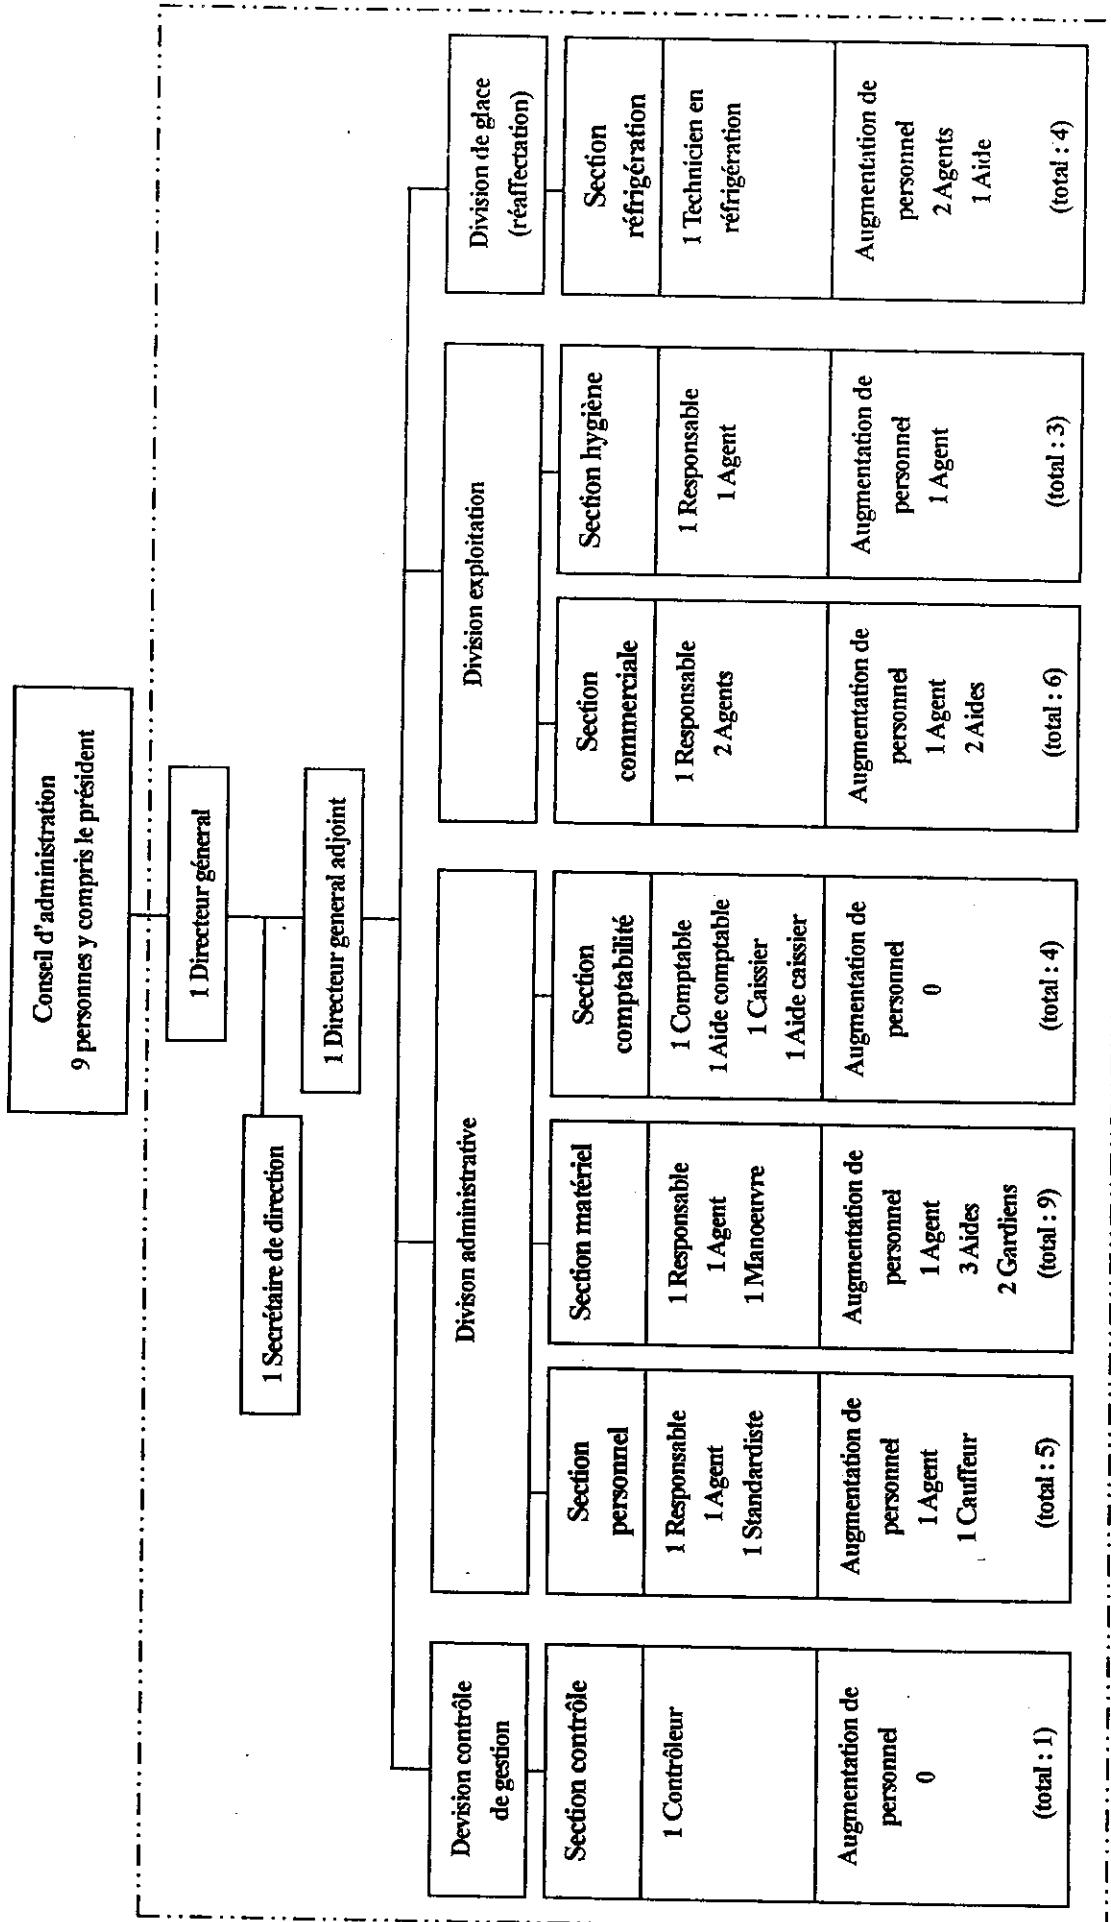 Conseil d'administration
9 personnes y compris le président
1 Directeur géneral
1 Secrétaire de direction
1 Directeur general adjoint
Devision contrôle
de gestion
Section contrôle
1 Contrôleur
Augmentation de
personnel
0
(total : 1)
Divison administrative
Section
personnel
1 Responsable
1 Agent
1 Standardiste
Augmentation de
personnel
1 Agent
1 Cauffeur
(total : 5)
Section matériel
1 Responsable
1 Agent
1 Manoeuvre
Augmentation de
personnel
1 Agent
3 Aides
2 Gardiens
(total : 9)
Section
comptabilité
1 Comptable
1 Aide comptable
1 Caissier
1 Aide caissier
Augmentation de
personnel
0
(total : 4)
Division exploitation
Section
commerciale
1 Responsable
2 Agents
Augmentation de
personnel
1 Agent
2 Aides
(total : 6)
Section hygiène
1 Responsable
1 Agent
Augmentation de
personnel
1 Agent
(total : 3)
Division de glace
(réaffectation)
Section
réfrigération
1 Technicien en
réfrigération
Augmentation de
personnel
2 Agents
1 Aide
(total : 4)